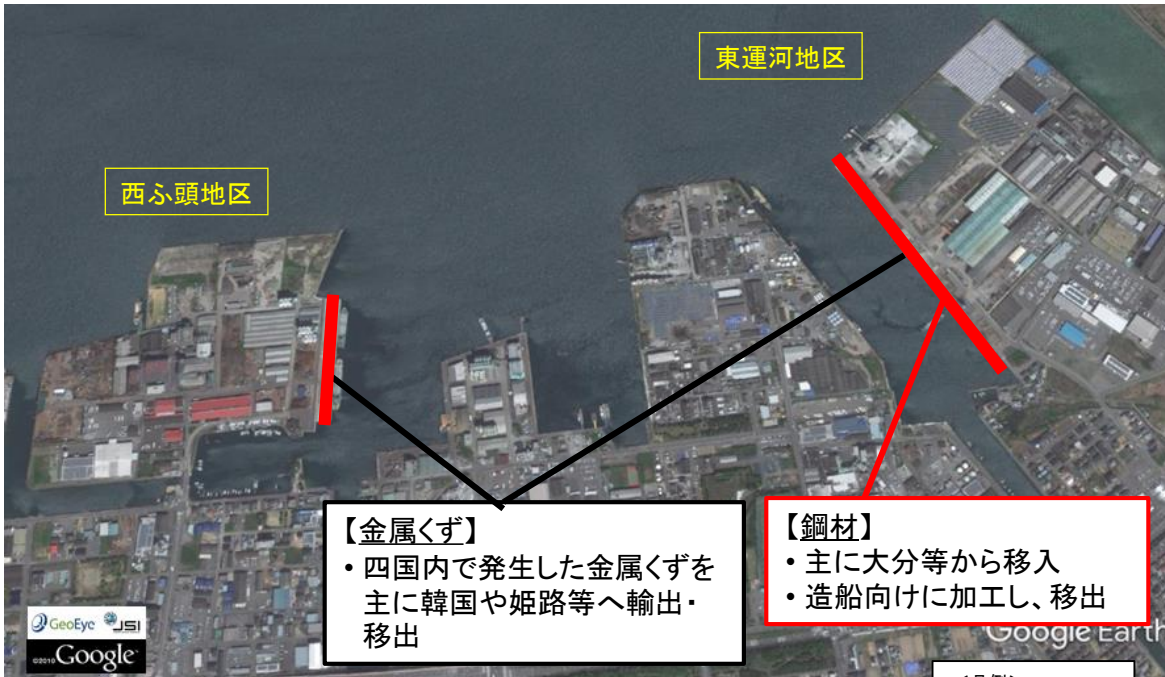 東運河地区
西ふ頭地区
【金属くず】
• 四国内で発生した金属くずを
主に韓国や姫路等へ輸出・
移出
【鋼材】
• 主に大分等から移入
• 造船向けに加工し、移出
GeoEye JSI
©2010 Google
Google Earth